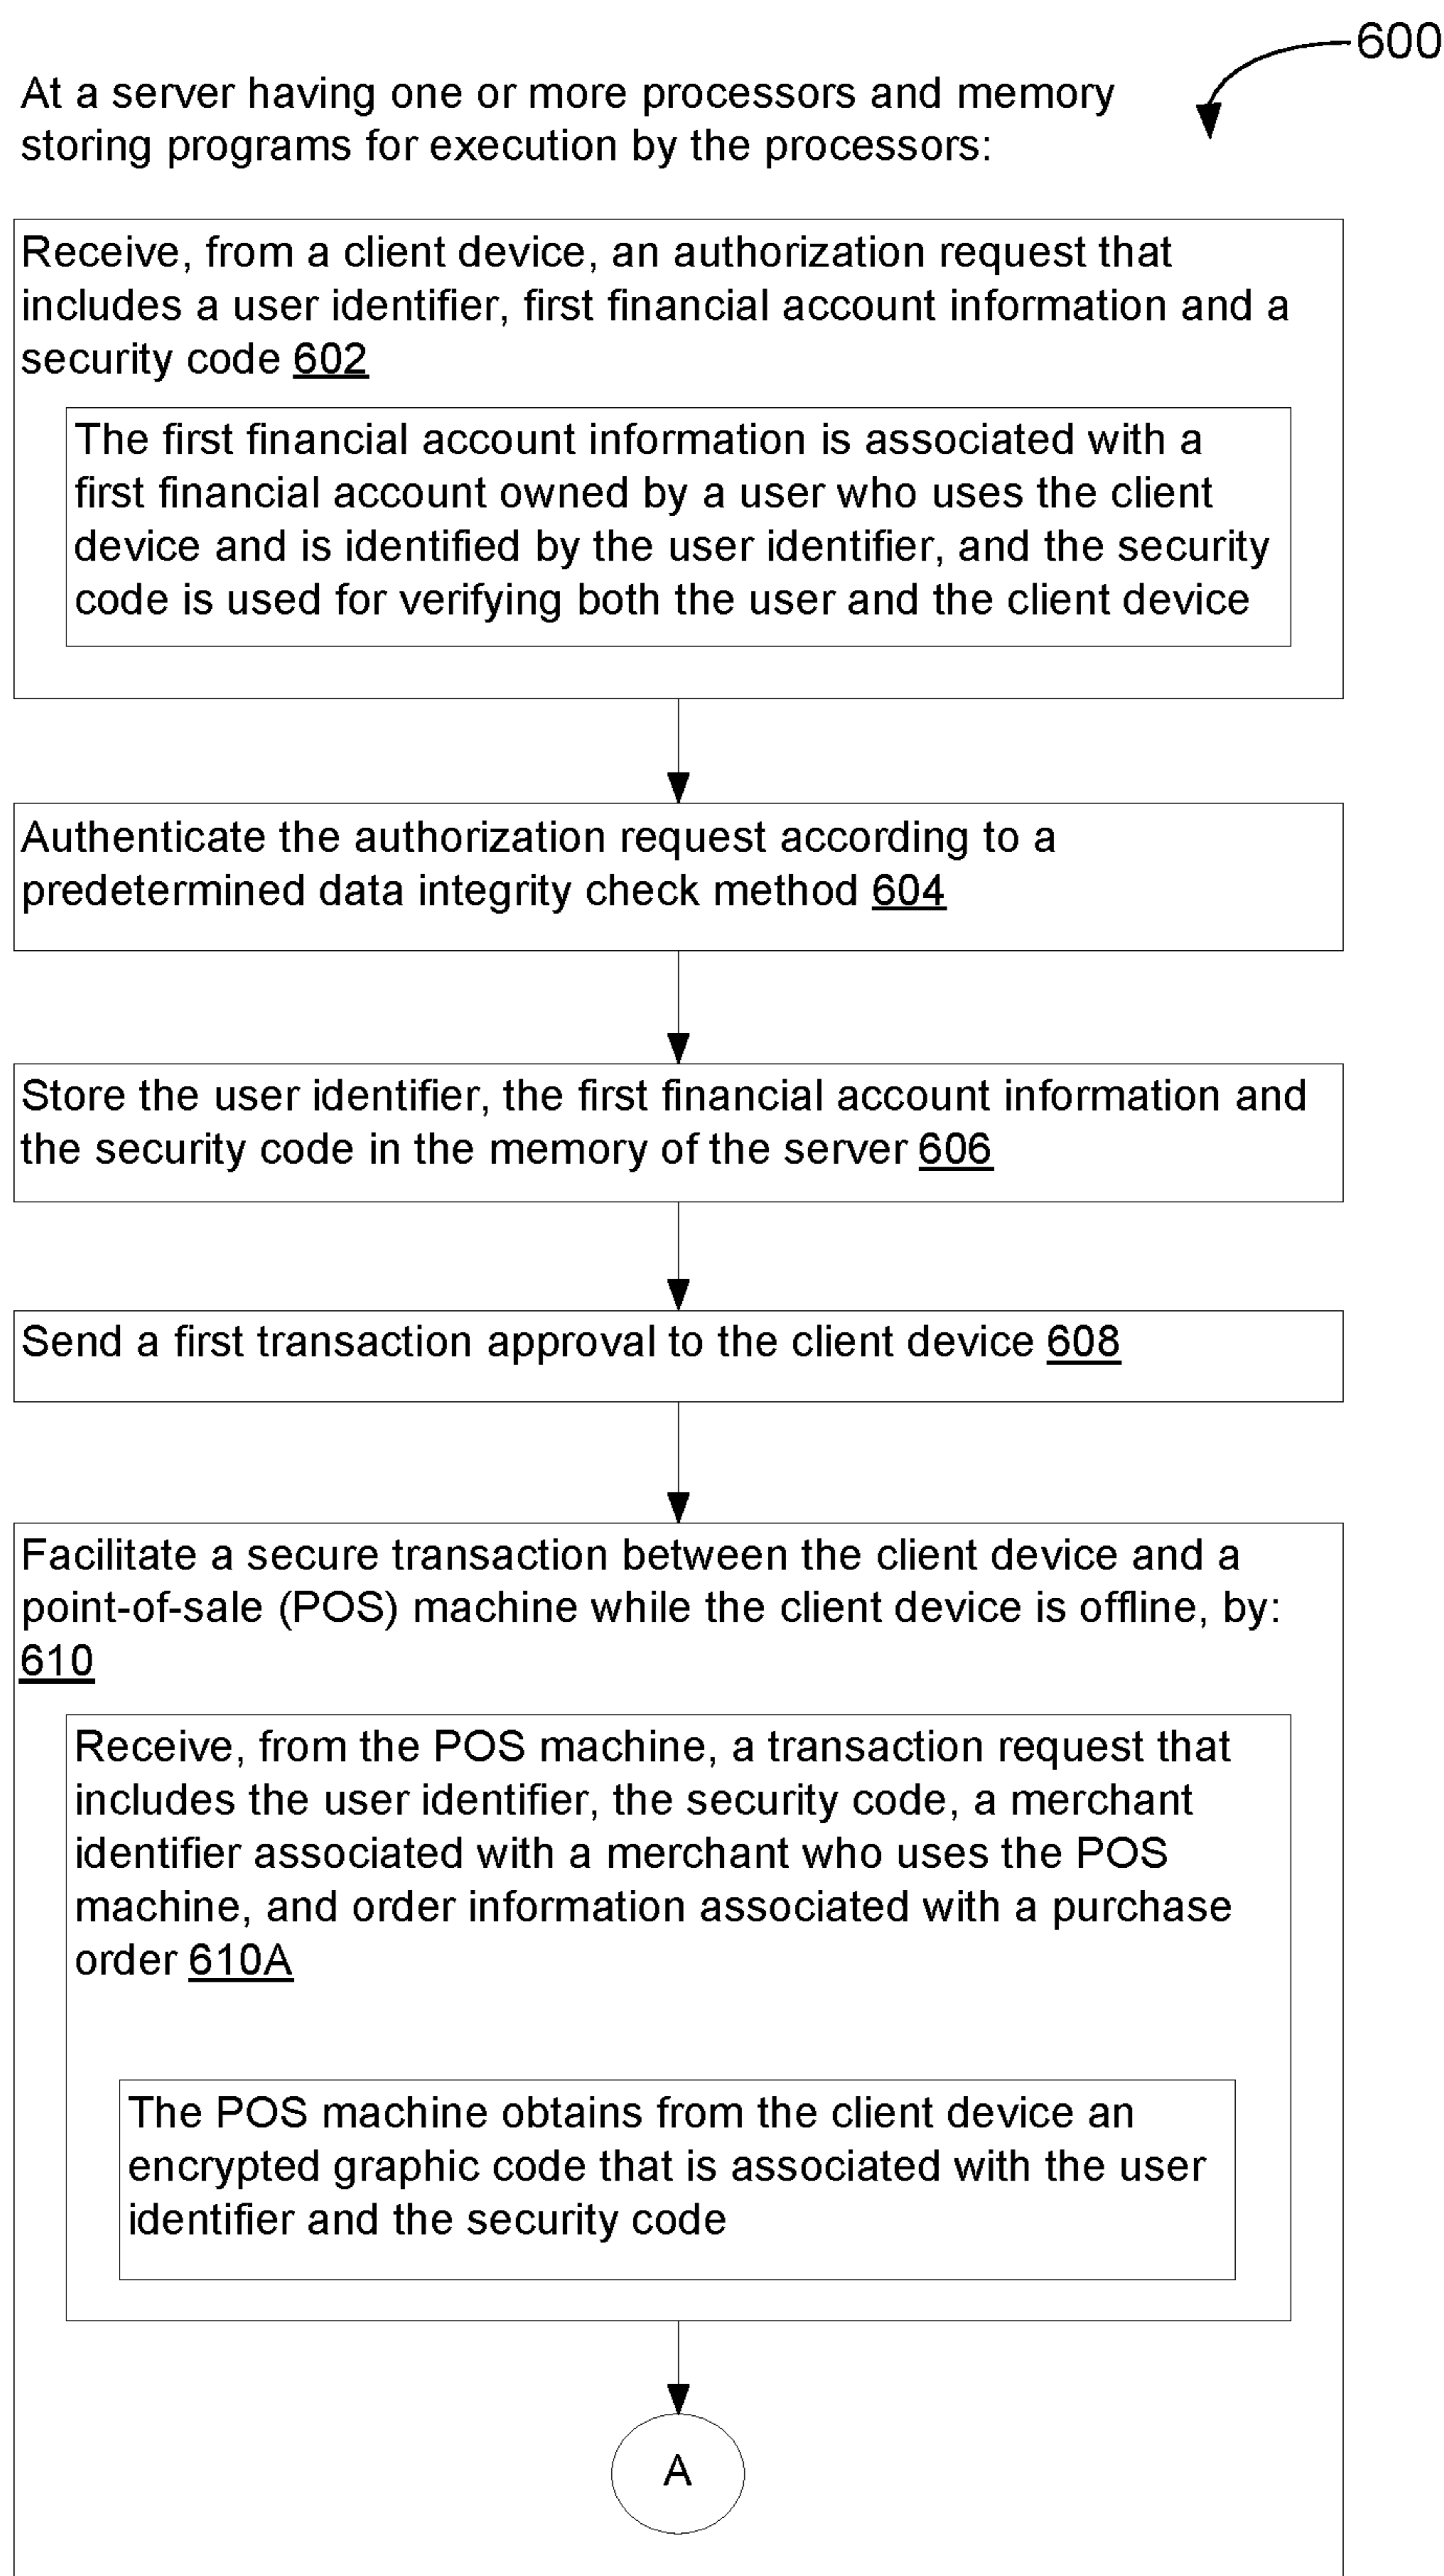 600
At a server having one or more processors and memory
storing programs for execution by the processors:
Receive, from a client device, an authorization request that
includes a user identifier, first financial account information and a
security code 602
The first financial account information is associated with a
first financial account owned by a user who uses the client
device and is identified by the user identifier, and the security
code is used for verifying both the user and the client device
Authenticate the authorization request according to a
predetermined data integrity check method 604
Store the user identifier, the first financial account information and
the security code in the memory of the server 606
Send a first transaction approval to the client device 608
Facilitate a secure transaction between the client device and a
point-of-sale (POS) machine while the client device is offline, by:
610
Receive, from the POS machine, a transaction request that
includes the user identifier, the security code, a merchant
identifier associated with a merchant who uses the POS
machine, and order information associated with a purchase
order 610A
The POS machine obtains from the client device an
encrypted graphic code that is associated with the user
identifier and the security code
A